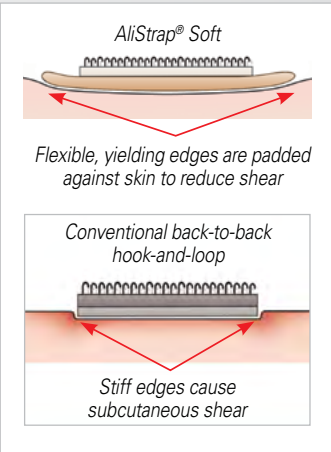 AliStrap® Soft
Flexible, yielding edges are padded
against skin to reduce shear
Conventional back-to-back
hook-and-loop
Stiff edges cause
subcutaneous shear